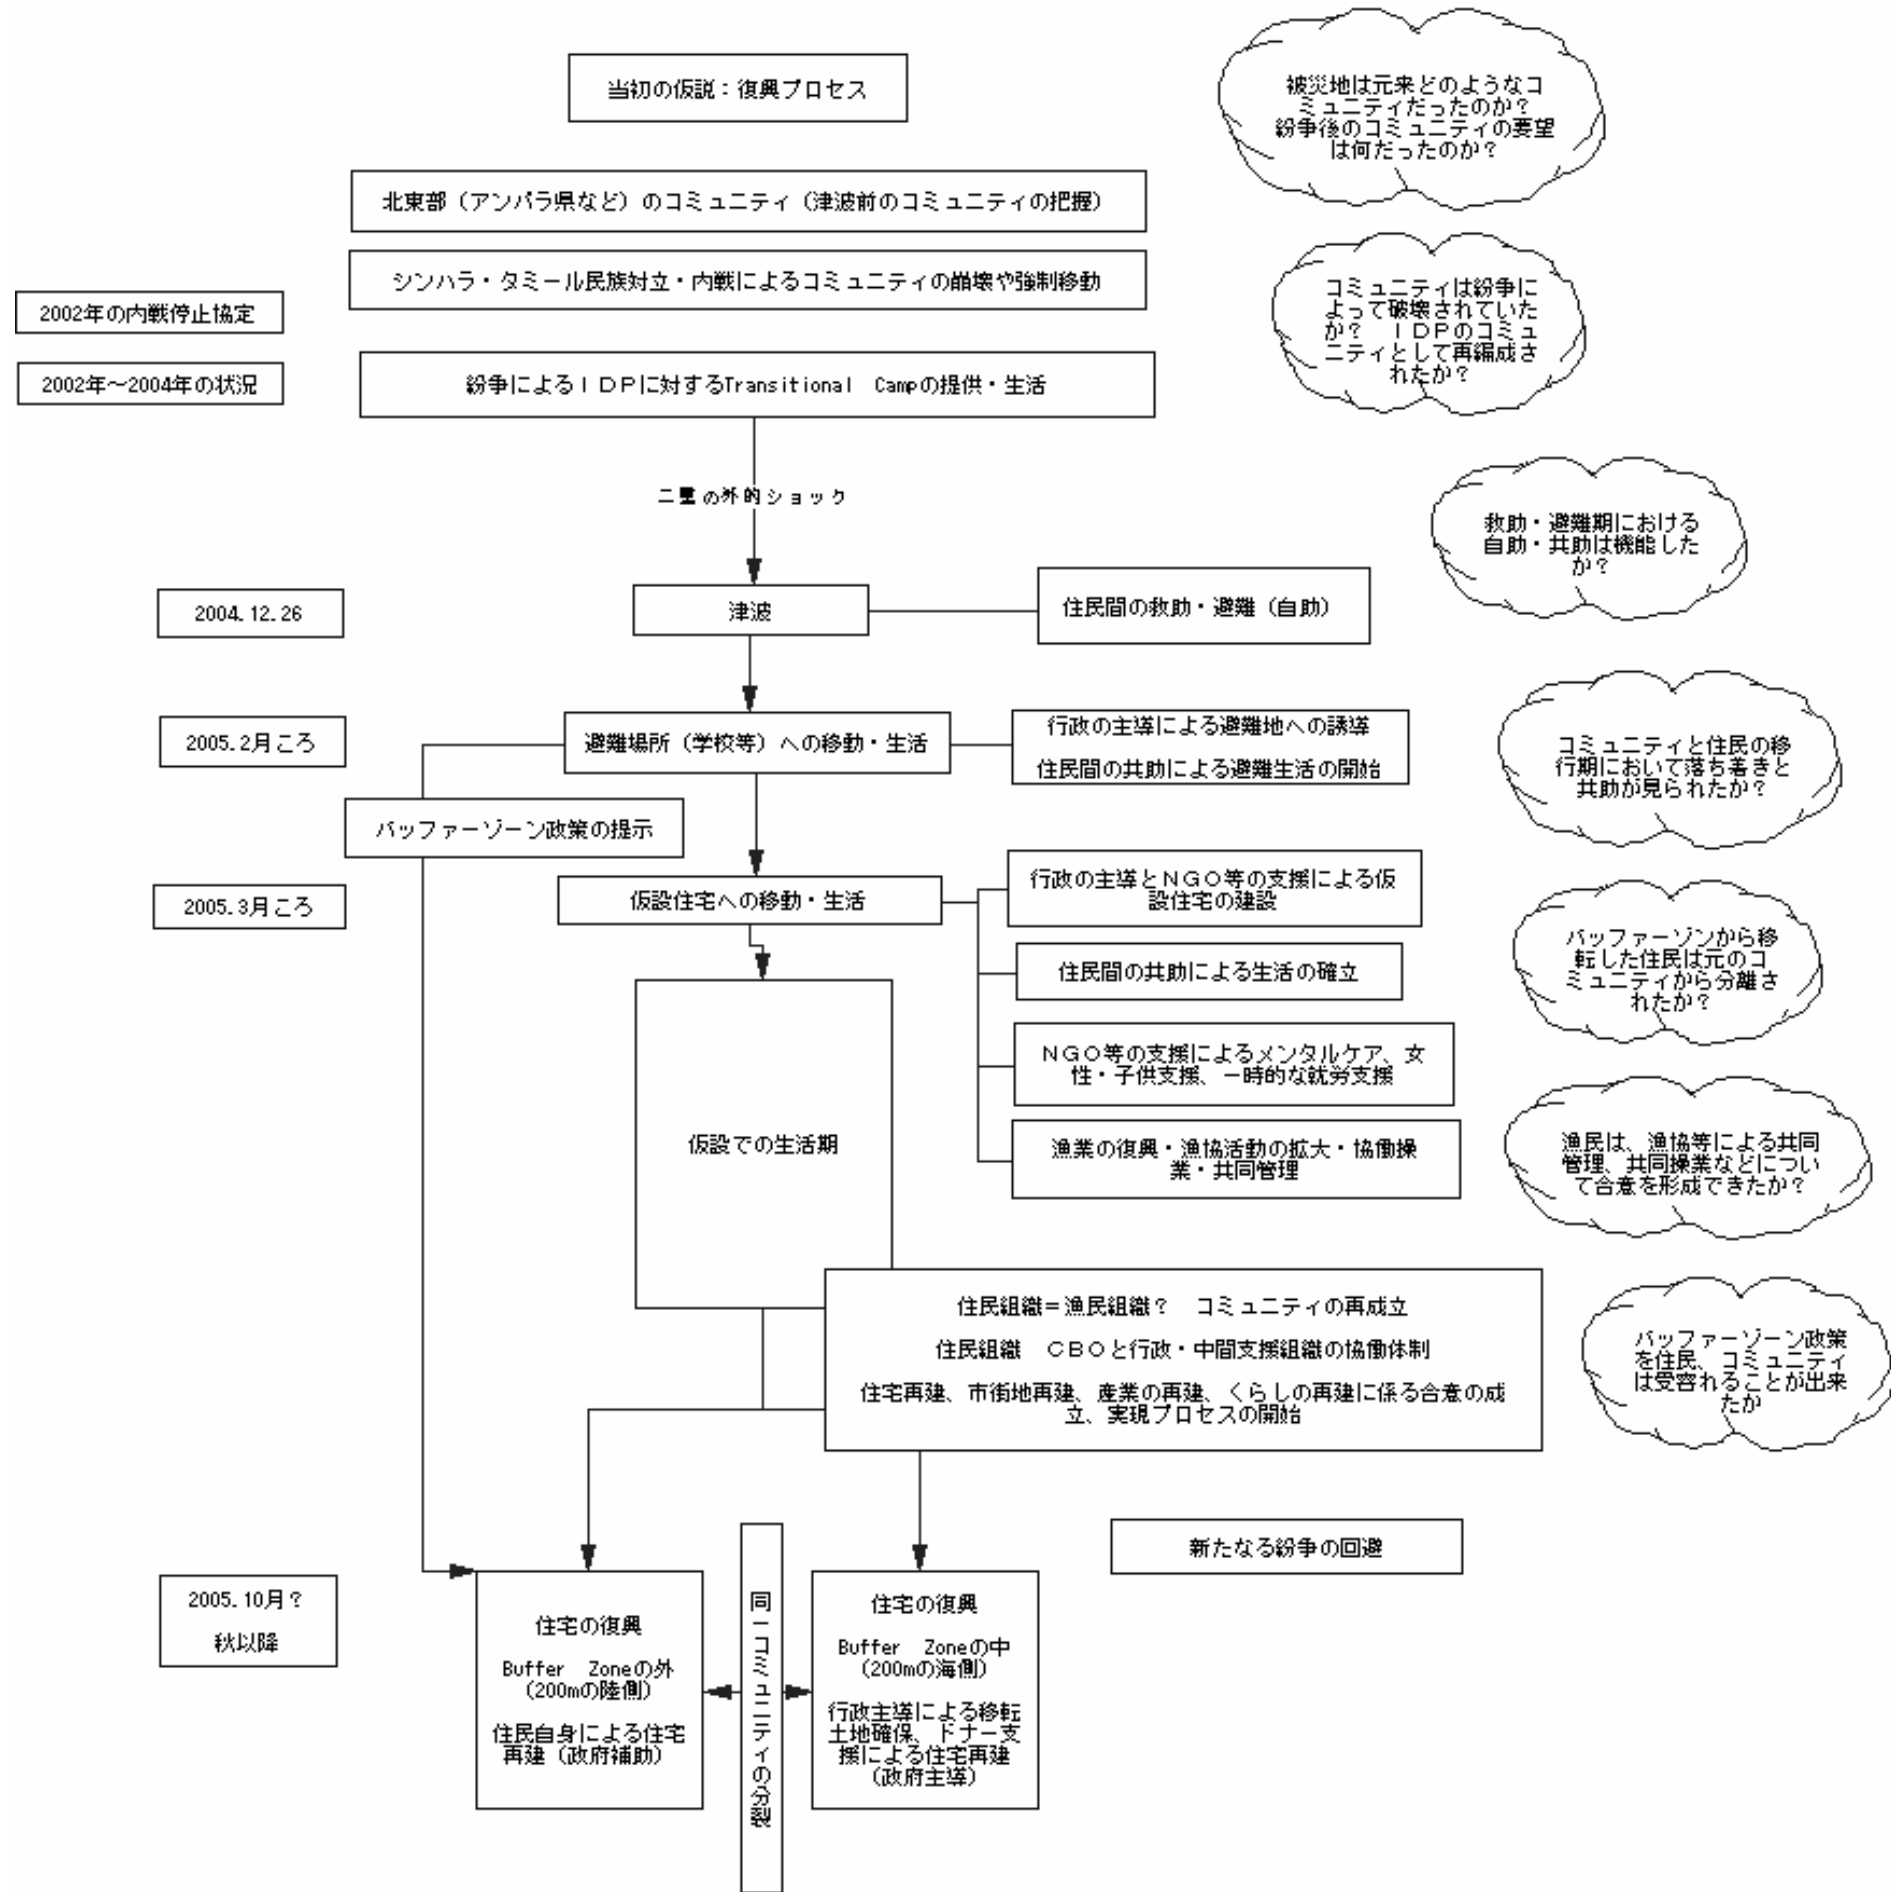 当初の仮説：復興プロセス
被災地は元来どのようなコ
ミュニティだったのか？
紛争後のコミュニティの要望
は何だったのか？
北東部（アンパラ県など）のコミュニティ（津波前のコミュニティの把握）
シンハラ・タミール民族対立・内戦によるコミュニティの崩壊や強制移動
2002年の内戦停止協定
コミュニティは紛争に
よって破壊されていた
か？　ＩＤＰのコミュ
ニティとして再編成さ
れたか？
2002年～2004年の状況
紛争によるＩＤＰに対するTransitional　Campの提供・生活
二重の外的ショック
救助・避難期における
自助・共助は機能した
か？
2004.12.26
津波
住民間の救助・避難（自助）
2005.2月ころ
避難場所（学校等）への移動・生活
行政の主導による避難地への誘導
住民間の共助による避難生活の開始
コミュニティと住民の移
行期において落ち着きと
共助が見られたか？
バッファーゾーン政策の提示
2005.3月ころ
仮設住宅への移動・生活
行政の主導とＮＧＯ等の支援による仮
設住宅の建設
バッファーゾンから移
転した住民は元のコ
ミュニティから分離さ
れたか？
住民間の共助による生活の確立
ＮＧＯ等の支援によるメンタルケア、女
性・子供支援、一時的な就労支援
仮設での生活期
漁業の復興・漁協活動の拡大・協働操
業・共同管理
漁民は、漁協等による共同
管理、共同操業などについ
て合意を形成できたか？
住民組織＝漁民組織？　コミュニティの再成立
住民組織　ＣＢＯと行政・中間支援組織の協働体制
住宅再建、市街地再建、産業の再建、くらしの再建に係る合意の成
立、実現プロセスの開始
バッファーゾーン政策
を住民、コミュニティ
は受容れることが出来
たか
新たなる紛争の回避
2005.10月？
秋以降
住宅の復興
Buffer　Zoneの外
（200mの陸側）
住民自身による住宅
再建（政府補助）
同一コミュニティの分裂
住宅の復興
Buffer　Zoneの中
（200mの海側）
行政主導による移転
土地確保、ドナー支
援による住宅再建
（政府主導）